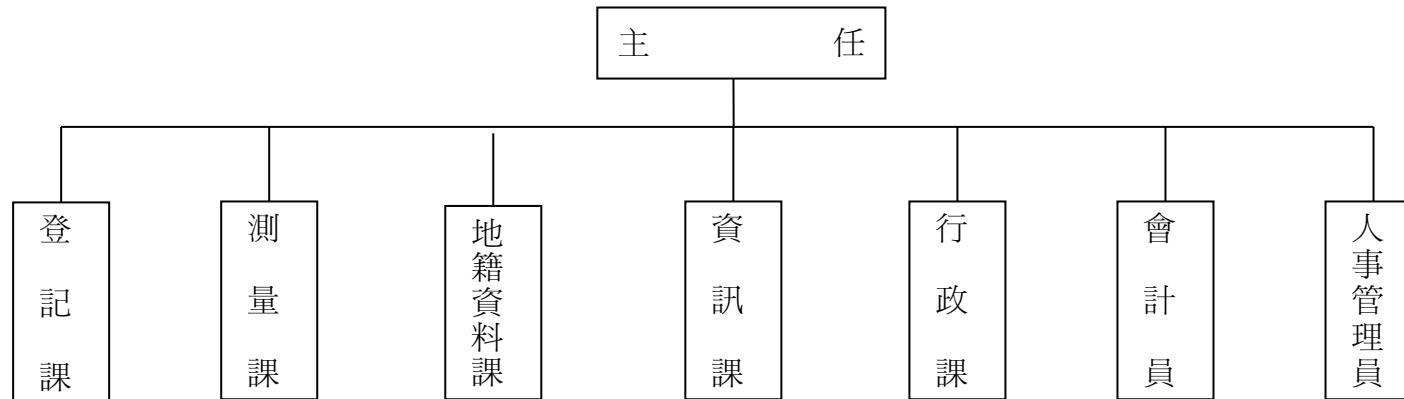 主任
登記課
測量課
地籍資料課
資訊課
行政課
會計員
人事管理員